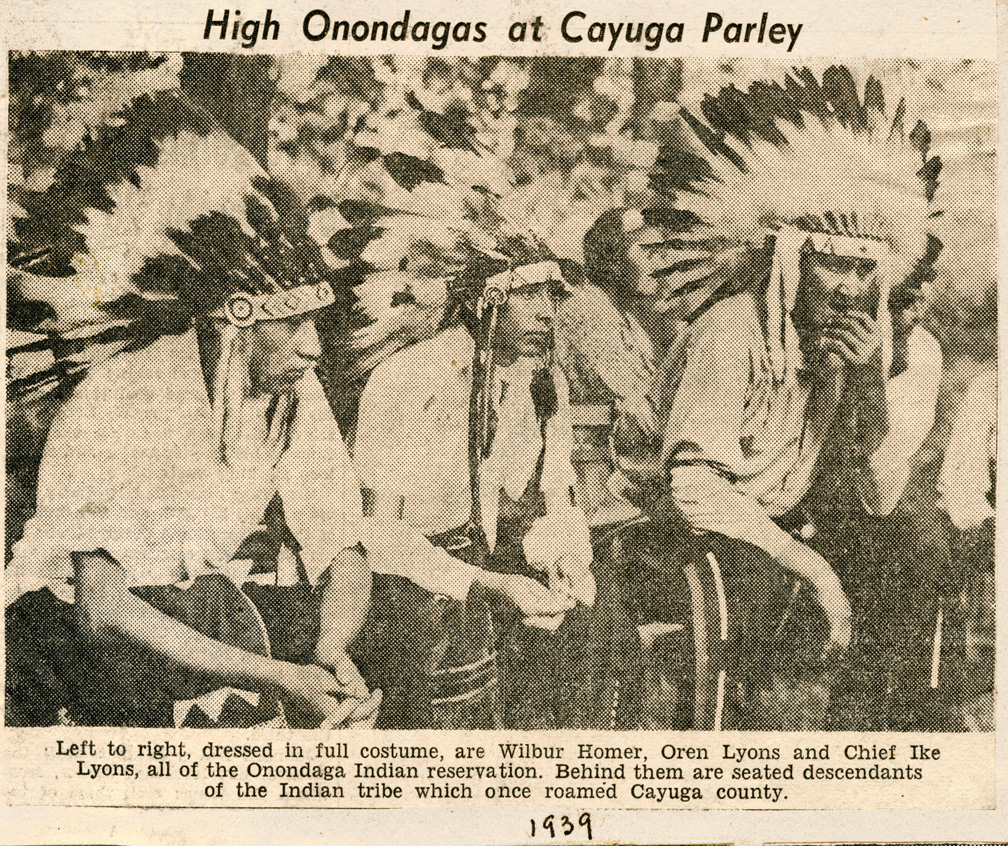 High Onondagas at Cayuga Parley
Left to right, dressed in full costume, are Wilbur Homer, Oren Lyons and Chief Ike
Lyons, all of the Onondaga Indian reservation. Behind them are seated descendants
of the Indian tribe which once roamed Cayuga county.
1939